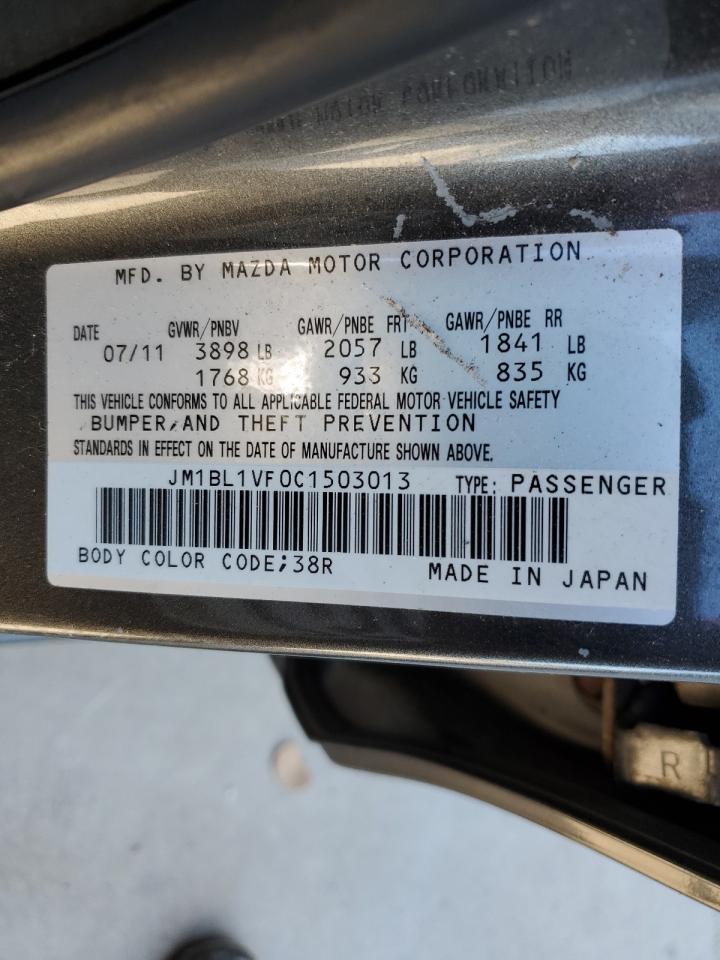 MAZDA MOTOR CORPORATION
MFD. BY MAZDA MOTOR CORPORATION
DATE GVWR/PNBV GAWR/PNBE FRT GAWR/PNBE RR
07/11 3898 LB 2057 LB 1841 LB
1768 KG 933 KG 835 KG
THIS VEHICLE CONFORMS TO ALL APPLICABLE FEDERAL MOTOR VEHICLE SAFETY
BUMPER,AND THEFT PREVENTION
STANDARDS IN EFFECT ON THE DATE OF MANUFACTURE SHOWN ABOVE.
JM1BL1VF0C1503013 TYPE: PASSENGER
BODY COLOR CODE;38R MADE IN JAPAN
R